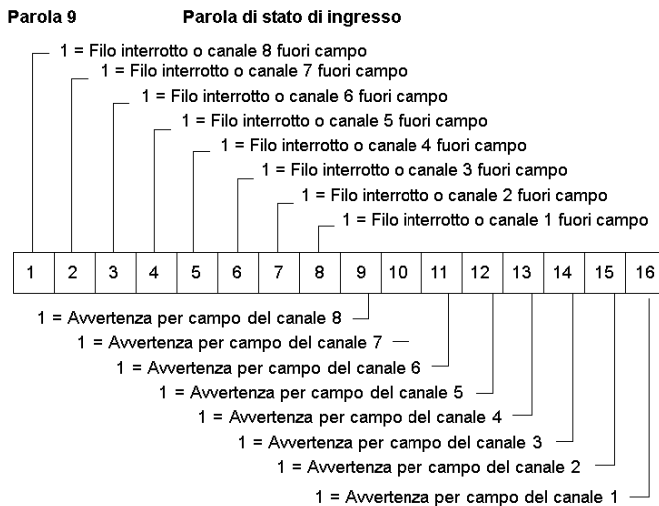 Parola 9 Parola di stato di ingresso
1 = Filo interrotto o canale 8 fuori campo
1 = Filo interrotto o canale 7 fuori campo
1 = Filo interrotto o canale 6 fuori campo
1 = Filo interrotto o canale 5 fuori campo
1 = Filo interrotto o canale 4 fuori campo
1 = Filo interrotto o canale 3 fuori campo
1 = Filo interrotto o canale 2 fuori campo
1 = Filo interrotto o canale 1 fuori campo
1 2 3 4 5 6 7 8 9 10 11 12 13 14 15 16
1 = Avvertenza per campo del canale 8
1 = Avvertenza per campo del canale 7
1 = Avvertenza per campo del canale 6
1 = Avvertenza per campo del canale 5
1 = Avvertenza per campo del canale 4
1 = Avvertenza per campo del canale 3
1 = Avvertenza per campo del canale 2
1 = Avvertenza per campo del canale 1